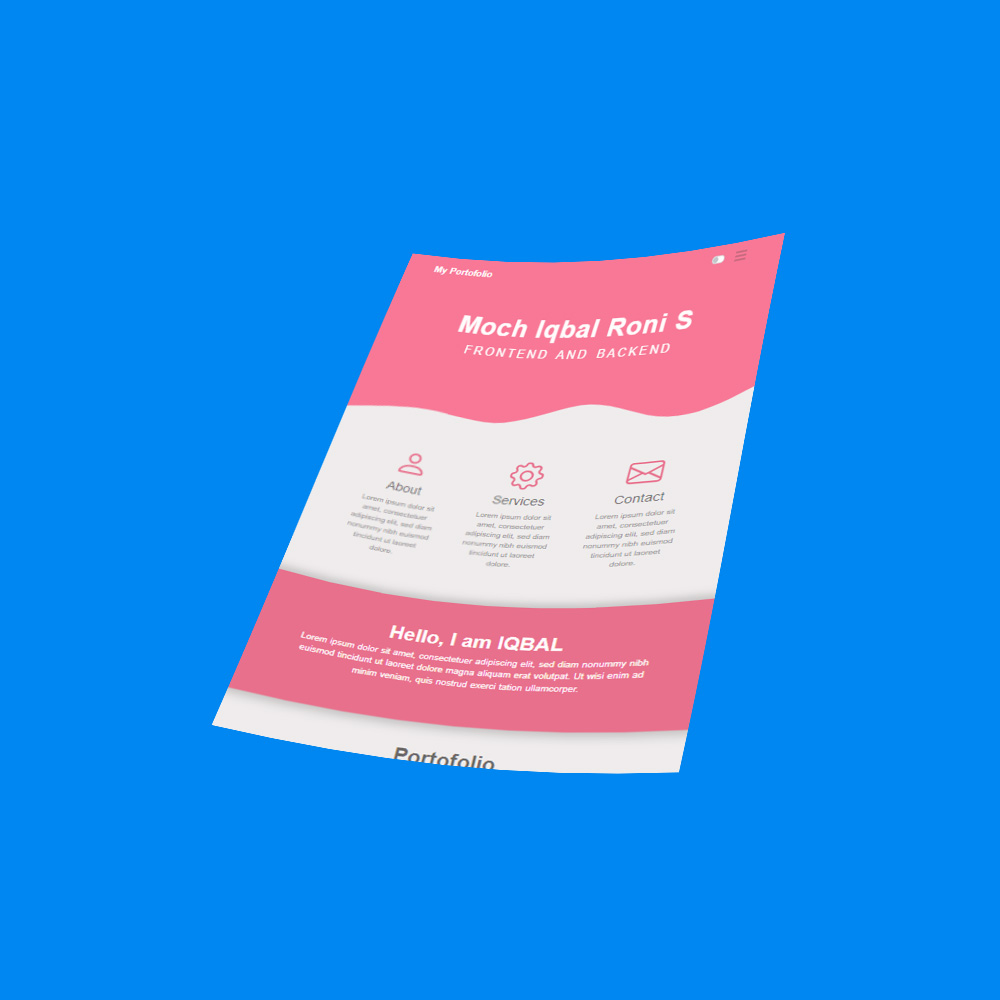 My Portofolio
Moch Iqbal Roni S
FRONTEND AND BACKEND
About
Lorem ipsum dolor sit
amet, consectetuer
adipiscing elit, sed diam
nonummy nibh euismod
tincidunt ut laoreet
dolore.
Services
Lorem ipsum dolor sit
amet, consectetuer
adipiscing elit, sed diam
nonummy nibh euismod
tincidunt ut laoreet
dolore.
Contact
Lorem ipsum dolor sit
amet, consectetuer
adipiscing elit, sed diam
nonummy nibh euismod
tincidunt ut laoreet
dolore.
Hello, I am IQBAL
Lorem ipsum dolor sit amet, consectetuer adipiscing elit, sed diam nonummy nibh
euismod tincidunt ut laoreet dolore magna aliquam erat volutpat. Ut wisi enim ad
minim veniam, quis nostrud exerci tation ullamcorper.
Portofolio